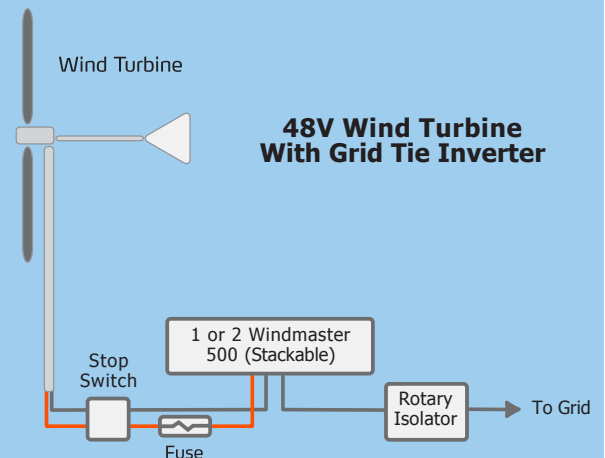 Wind Turbine
48V Wind Turbine
With Grid Tie Inverter
1 or 2 Windmaster
500 (Stackable)
Stop
Switch
Fuse
Rotary
Isolator
To Grid